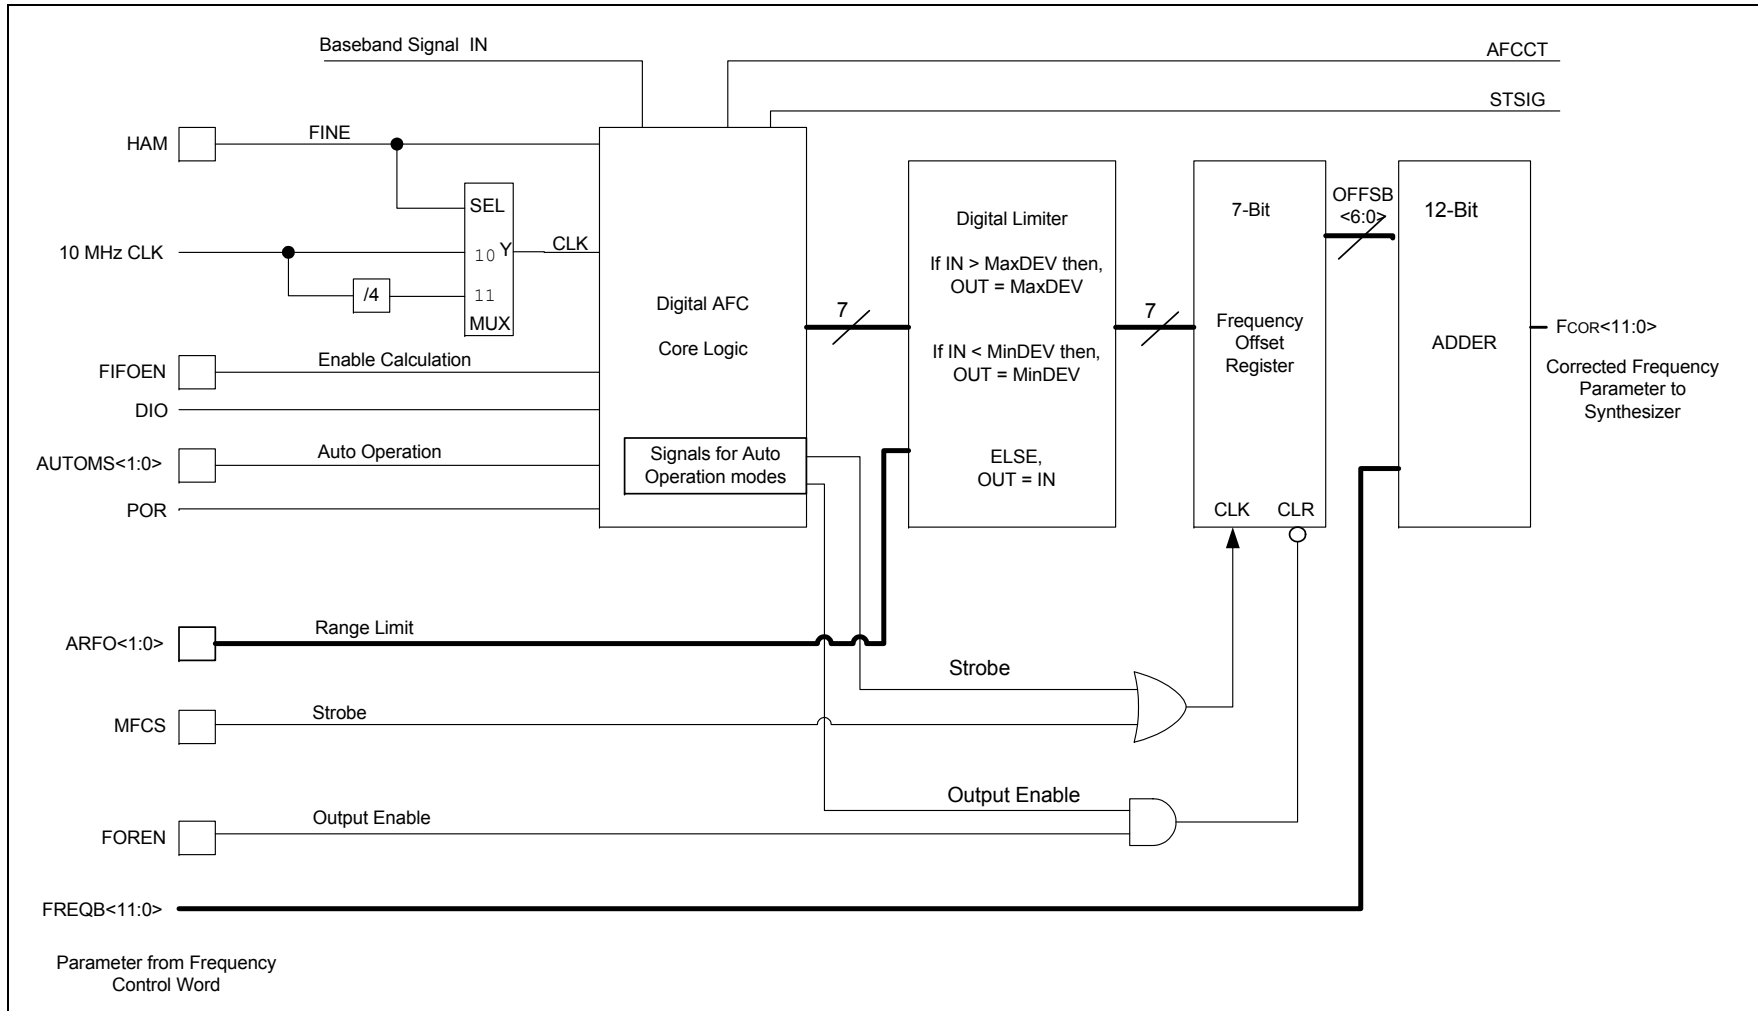 Baseband Signal IN
AFCCT
STSIG
HAM
FINE
SEL
10 MHz CLK
10 Y
CLK
/4
11
MUX
FIFOEN
Enable Calculation
DIO
AUTOMS<1:0>
Auto Operation
POR
Digital AFC
Core Logic
Signals for Auto
Operation modes
7
Digital Limiter
If IN > MaxDEV then,
OUT = MaxDEV
If IN < MinDEV then,
OUT = MinDEV
ELSE,
OUT = IN
7
7-Bit
Frequency
Offset
Register
CLK
CLR
OFFSB
<6:0>
12-Bit
ADDER
FCOR<11:0>
Corrected Frequency
Parameter to
Synthesizer
ARFO<1:0>
Range Limit
Strobe
MFCS
Strobe
Output Enable
FOREN
Output Enable
FREQB<11:0>
Parameter from Frequency
Control Word